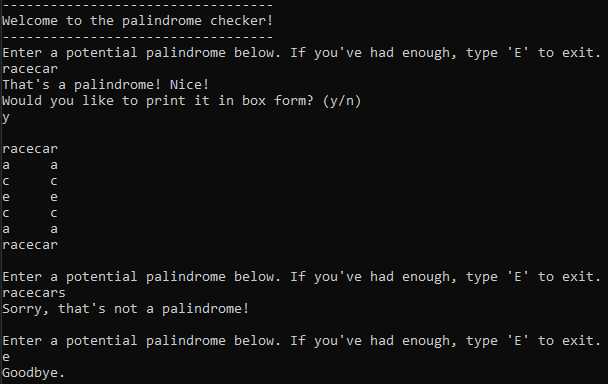 ----------------------------------
Welcome to the palindrome checker!
----------------------------------
Enter a potential palindrome below. If you've had enough, type 'E' to exit.
racecar
That's a palindrome! Nice!
Would you like to print it in box form? (y/n)
y

racecar
a     a
c     c
e     e
c     c
a     a
racecar

Enter a potential palindrome below. If you've had enough, type 'E' to exit.
racecars
Sorry, that's not a palindrome!

Enter a potential palindrome below. If you've had enough, type 'E' to exit.
e
Goodbye.